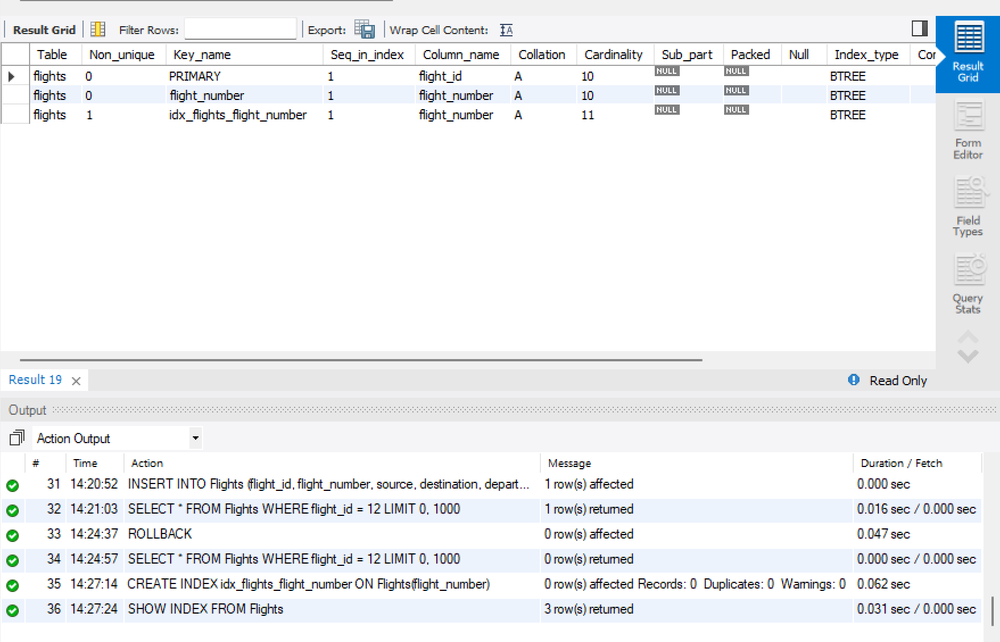 Result Grid Filter Rows: Export: Wrap Cell Content:
Table Non_unique Key_name Seq_in_index Column_name Collation Cardinality Sub_part Packed Null Index_type Cor
flights 0 PRIMARY 1 flight_id A 10 NULL NULL BTREE
flights 0 flight_number 1 flight_number A 10 NULL NULL BTREE
flights 1 idx_flights_flight_number 1 flight_number A 11 NULL NULL BTREE
Result
Grid
Form
Editor
Field
Types
Query
Stats
Result 19 Read Only
Output
Action Output
# Time Action Message Duration / Fetch
31 14:20:52 INSERT INTO Flights (flight_id, flight_number, source, destination, depart... 1 row(s) affected 0.000 sec
32 14:21:03 SELECT * FROM Flights WHERE flight_id = 12 LIMIT 0, 1000 1 row(s) returned 0.016 sec / 0.000 sec
33 14:24:37 ROLLBACK 0 row(s) affected 0.047 sec
34 14:24:57 SELECT * FROM Flights WHERE flight_id = 12 LIMIT 0, 1000 0 row(s) returned 0.000 sec / 0.000 sec
35 14:27:14 CREATE INDEX idx_flights_flight_number ON Flights(flight_number) 0 row(s) affected Records: 0 Duplicates: 0 Warnings: 0 0.062 sec
36 14:27:24 SHOW INDEX FROM Flights 3 row(s) returned 0.031 sec / 0.000 sec